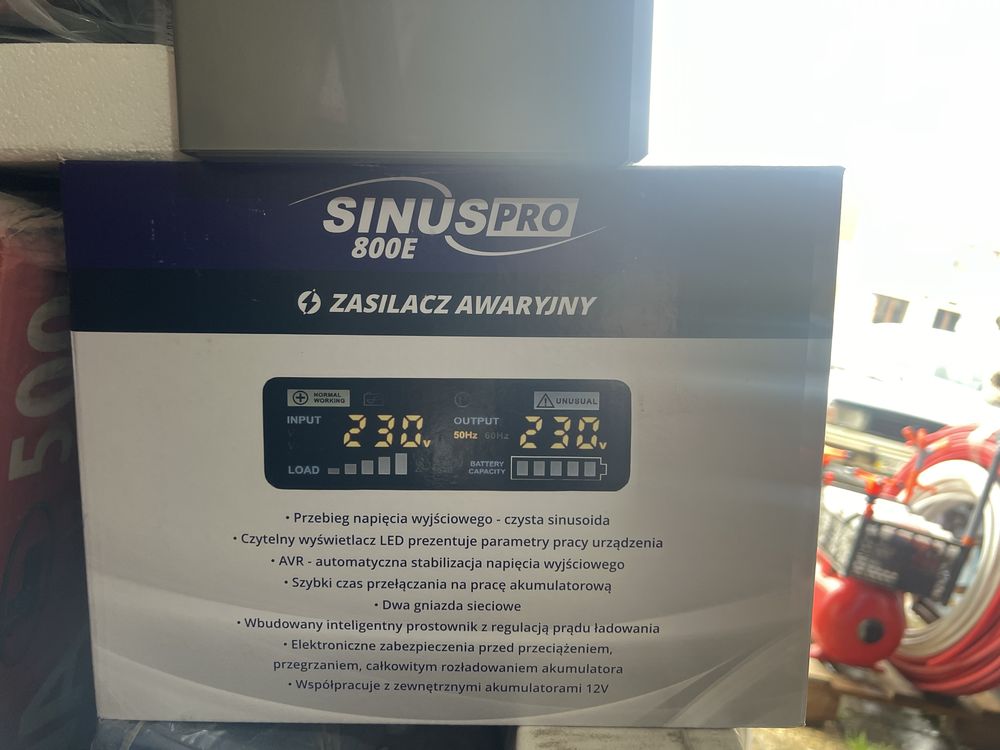 SINUS PRO
800E
ZASILACZ AWARYJNY
NORMAL WORKING
UNUSUAL
INPUT 230v
OUTPUT 50Hz 60Hz 230v
LOAD
BATTERY CAPACITY
• Przebieg napięcia wyjściowego - czysta sinusoida
• Czytelny wyświetlacz LED prezentuje parametry pracy urządzenia
• AVR - automatyczna stabilizacja napięcia wyjściowego
• Szybki czas przełączania na pracę akumulatorową
• Dwa gniazda sieciowe
• Wbudowany inteligentny prostownik z regulacją prądu ładowania
• Elektroniczne zabezpieczenia przed przeciążeniem,
przegrzaniem, całkowitym rozładowaniem akumulatora
• Współpracuje z zewnętrznymi akumulatorami 12V
500